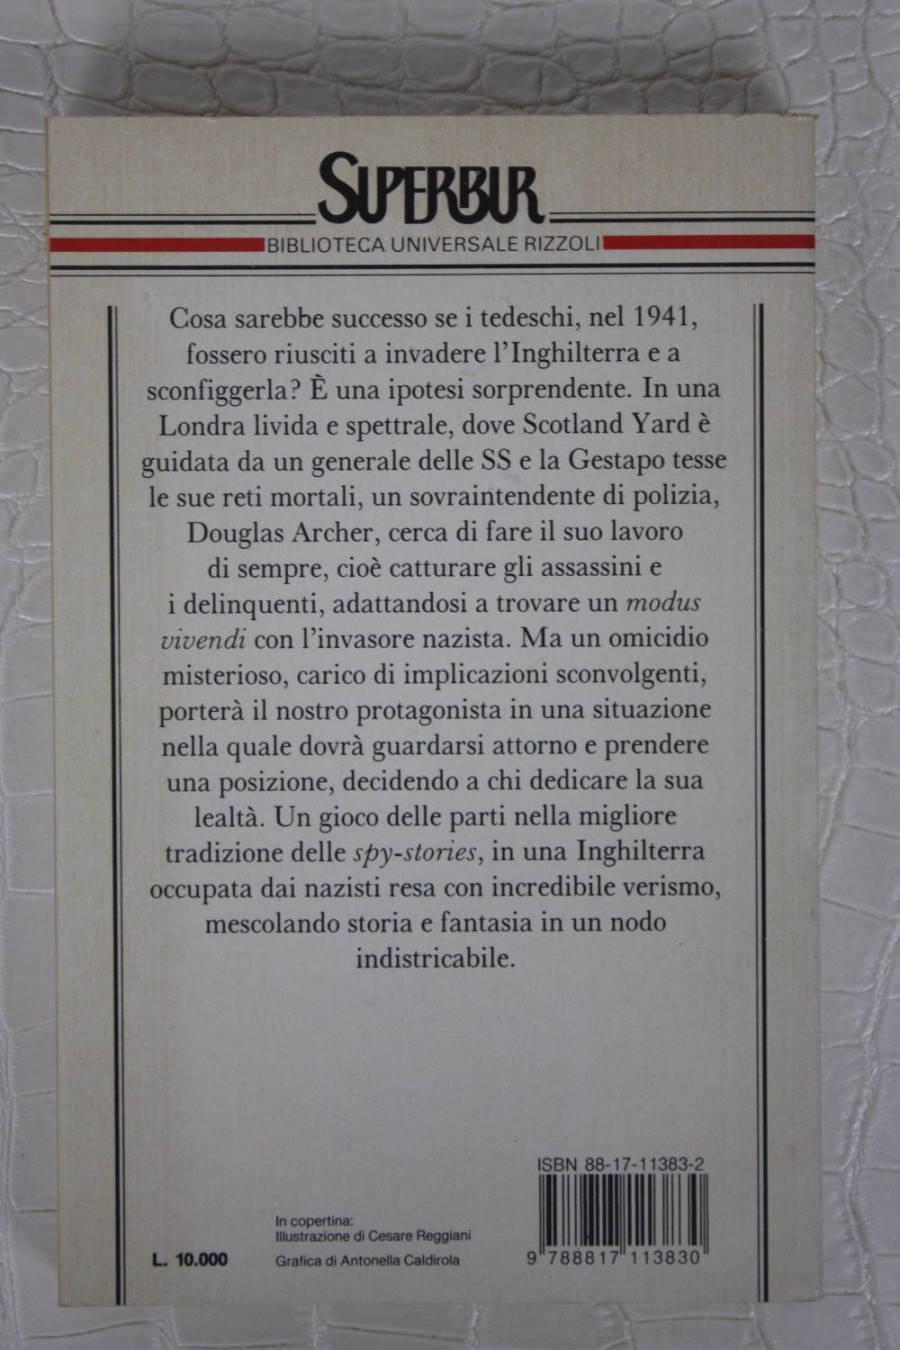 SUPERBUR
BIBLIOTECA UNIVERSALE RIZZOLI
Cosa sarebbe successo se i tedeschi, nel 1941,
fossero riusciti a invadere l'Inghilterra e a
sconfiggerla? È una ipotesi sorprendente. In una
Londra livida e spettrale, dove Scotland Yard è
guidata da un generale delle SS e la Gestapo tesse
le sue reti mortali, un sovraintendente di polizia,
Douglas Archer, cerca di fare il suo lavoro
di sempre, cioè catturare gli assassini e
i delinquenti, adattandosi a trovare un modus
vivendi con l'invasore nazista. Ma un omicidio
misterioso, carico di implicazioni sconvolgenti,
porterà il nostro protagonista in una situazione
nella quale dovrà guardarsi attorno e prendere
una posizione, decidendo a chi dedicare la sua
lealtà. Un gioco delle parti nella migliore
tradizione delle spy-stories, in una Inghilterra
occupata dai nazisti resa con incredibile verismo,
mescolando storia e fantasia in un nodo
indistricabile.
ISBN 88-17-11383-2
In copertina:
Illustrazione di Cesare Reggiani
L. 10.000
Grafica di Antonella Caldirola
9 788817 113830